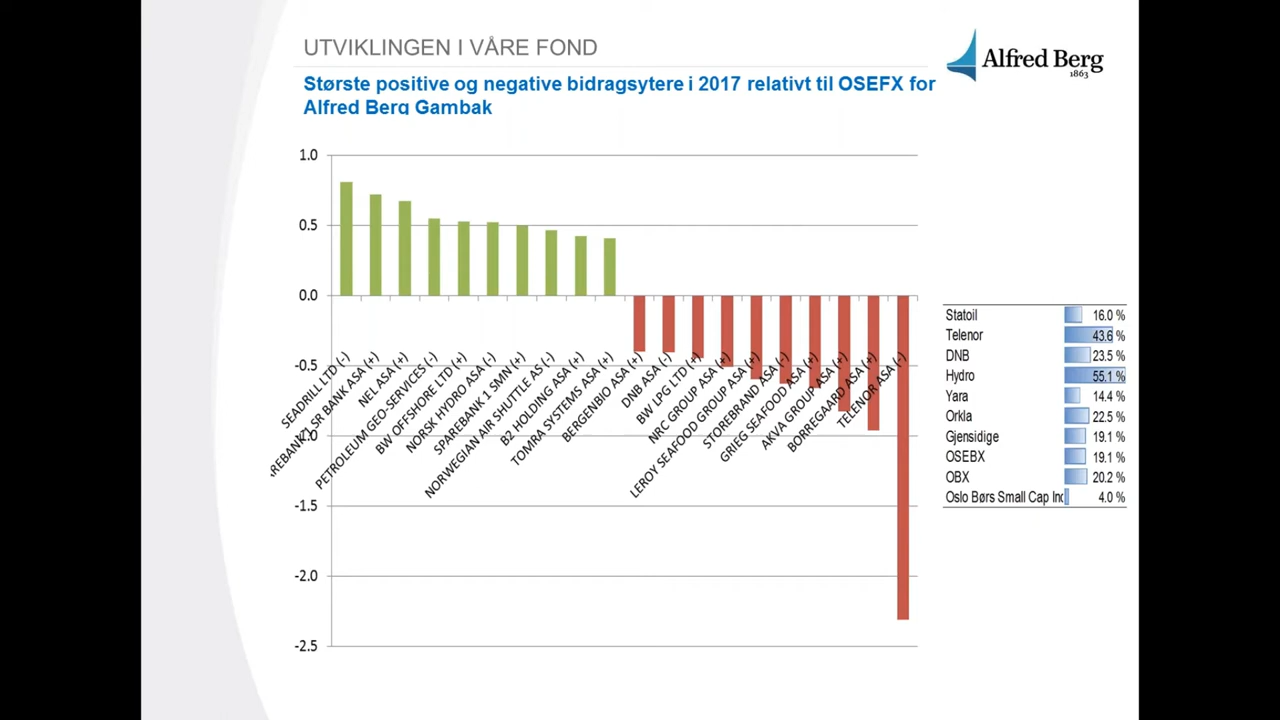 UTVIKLINGEN I VÅRE FOND
Alfred Berg
1863
Største positive og negative bidragsytere i 2017 relativt til OSEFX for
Alfred Berg Gambak
1.0
0.5
0.0
-0.5
-1.0
-1.5
-2.0
-2.5
SEADRILL LTD (-)
REBANK 1 SR BANK ASA (+)
NEL ASA (+)
PETROLEUM GEO-SERVICES (-)
BW OFFSHORE LTD (+)
NORSK HYDRO ASA (-)
SPAREBANK 1 SMN (+)
NORWEGIAN AIR SHUTTLE AS (-)
B2 HOLDING ASA (+)
TOMRA SYSTEMS ASA (+)
BERGENBIO ASA (+)
DNB ASA (-)
BW LPG LTD (+)
NRC GROUP ASA (+)
LEROY SEAFOOD GROUP ASA (+)
STOREBRAND ASA (-)
GRIEG SEAFOOD ASA (+)
AKVA GROUP ASA (+)
BORREGAARD ASA (+)
TELENOR ASA (-)
Statoil 16.0 %
Telenor 43.6 %
DNB 23.5 %
Hydro 55.1 %
Yara 14.4 %
Orkla 22.5 %
Gjensidige 19.1 %
OSEBX 19.1 %
OBX 20.2 %
Oslo Børs Small Cap Inc 4.0 %